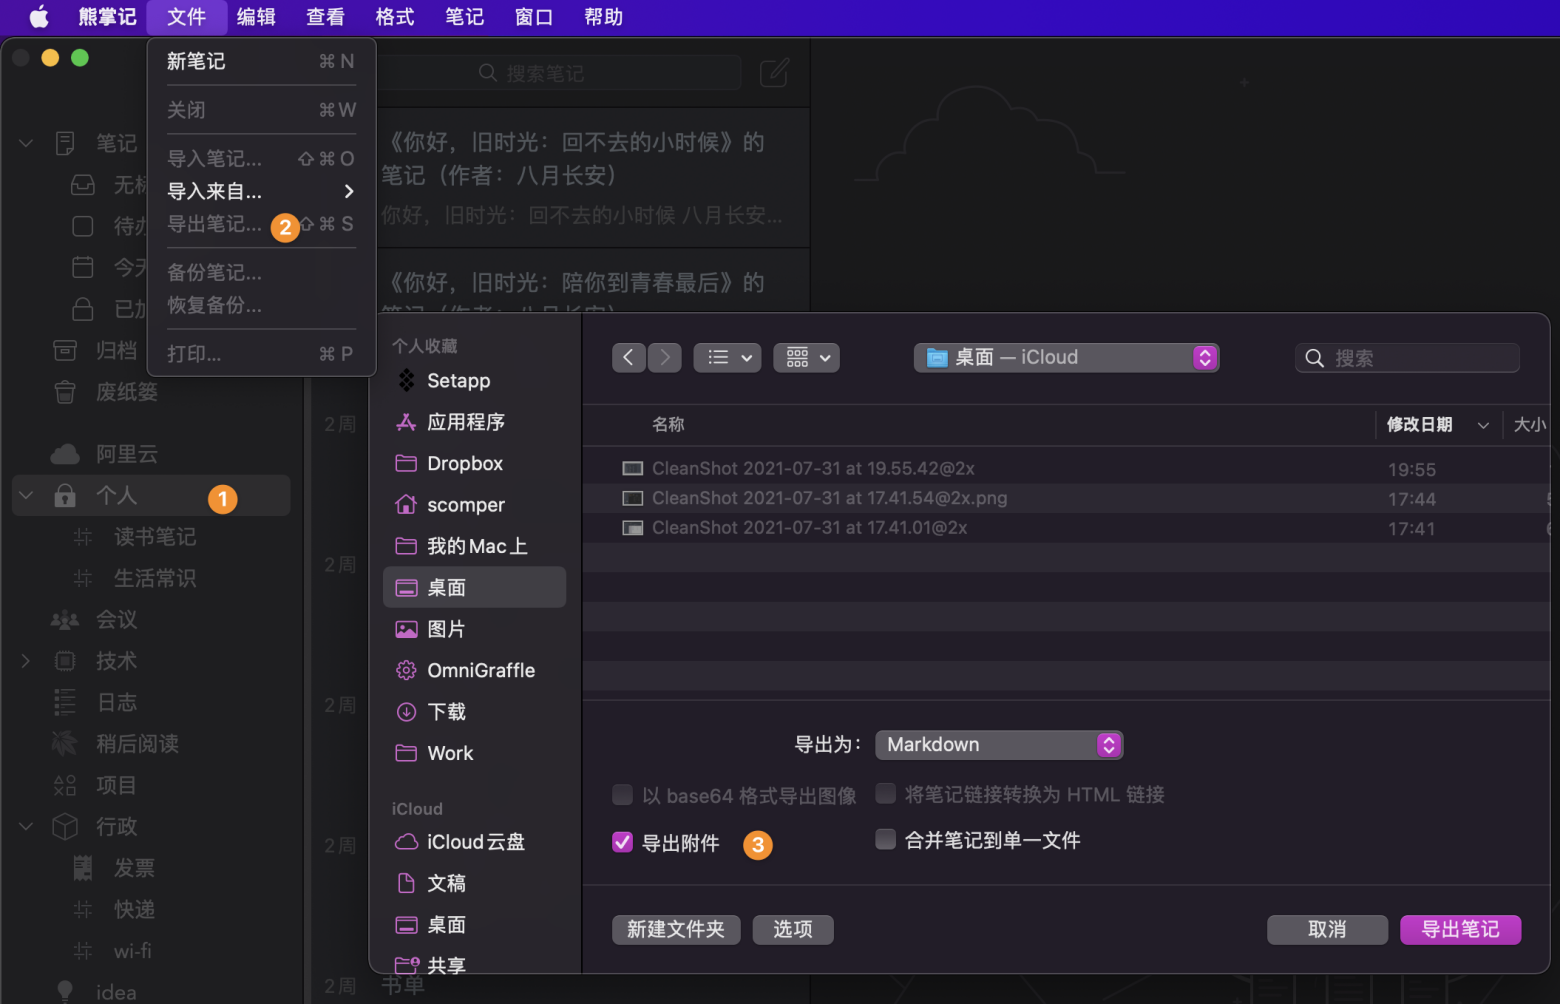 熊掌记 文件 编辑 查看 格式 笔记 窗口 帮助
新笔记 ⌘ N
关闭 ⌘ W
导入笔记... ⇧ ⌘ O
导入来自...
导出笔记... 2 ⇧ ⌘ S
备份笔记...
恢复备份...
打印... ⌘ P
笔记
待办
今天
归档
废纸篓
阿里云
个人 1
读书笔记
生活常识
会议
技术
日志
稍后阅读
项目
行政
发票
快递
wi-fi
idea
搜索笔记
《你好，旧时光：回不去的小时候》的
笔记（作者：八月长安）
你好，旧时光：回不去的小时候 八月长安...
《你好，旧时光：陪你到青春最后》的
2周
2周
2周
2周
2周 书单
个人收藏
Setapp
应用程序
Dropbox
scomper
我的Mac上
桌面
图片
OmniGraffle
下载
Work
iCloud
iCloud云盘
文稿
桌面
共享
桌面 — iCloud
搜索
名称 修改日期 大小
CleanShot 2021-07-31 at 19.55.42@2x 19:55
CleanShot 2021-07-31 at 17.41.54@2x.png 17:44
CleanShot 2021-07-31 at 17.41.01@2x 17:41
导出为： Markdown
以 base64 格式导出图像 将笔记链接转换为 HTML 链接
导出附件 3 合并笔记到单一文件
新建文件夹 选项 取消 导出笔记